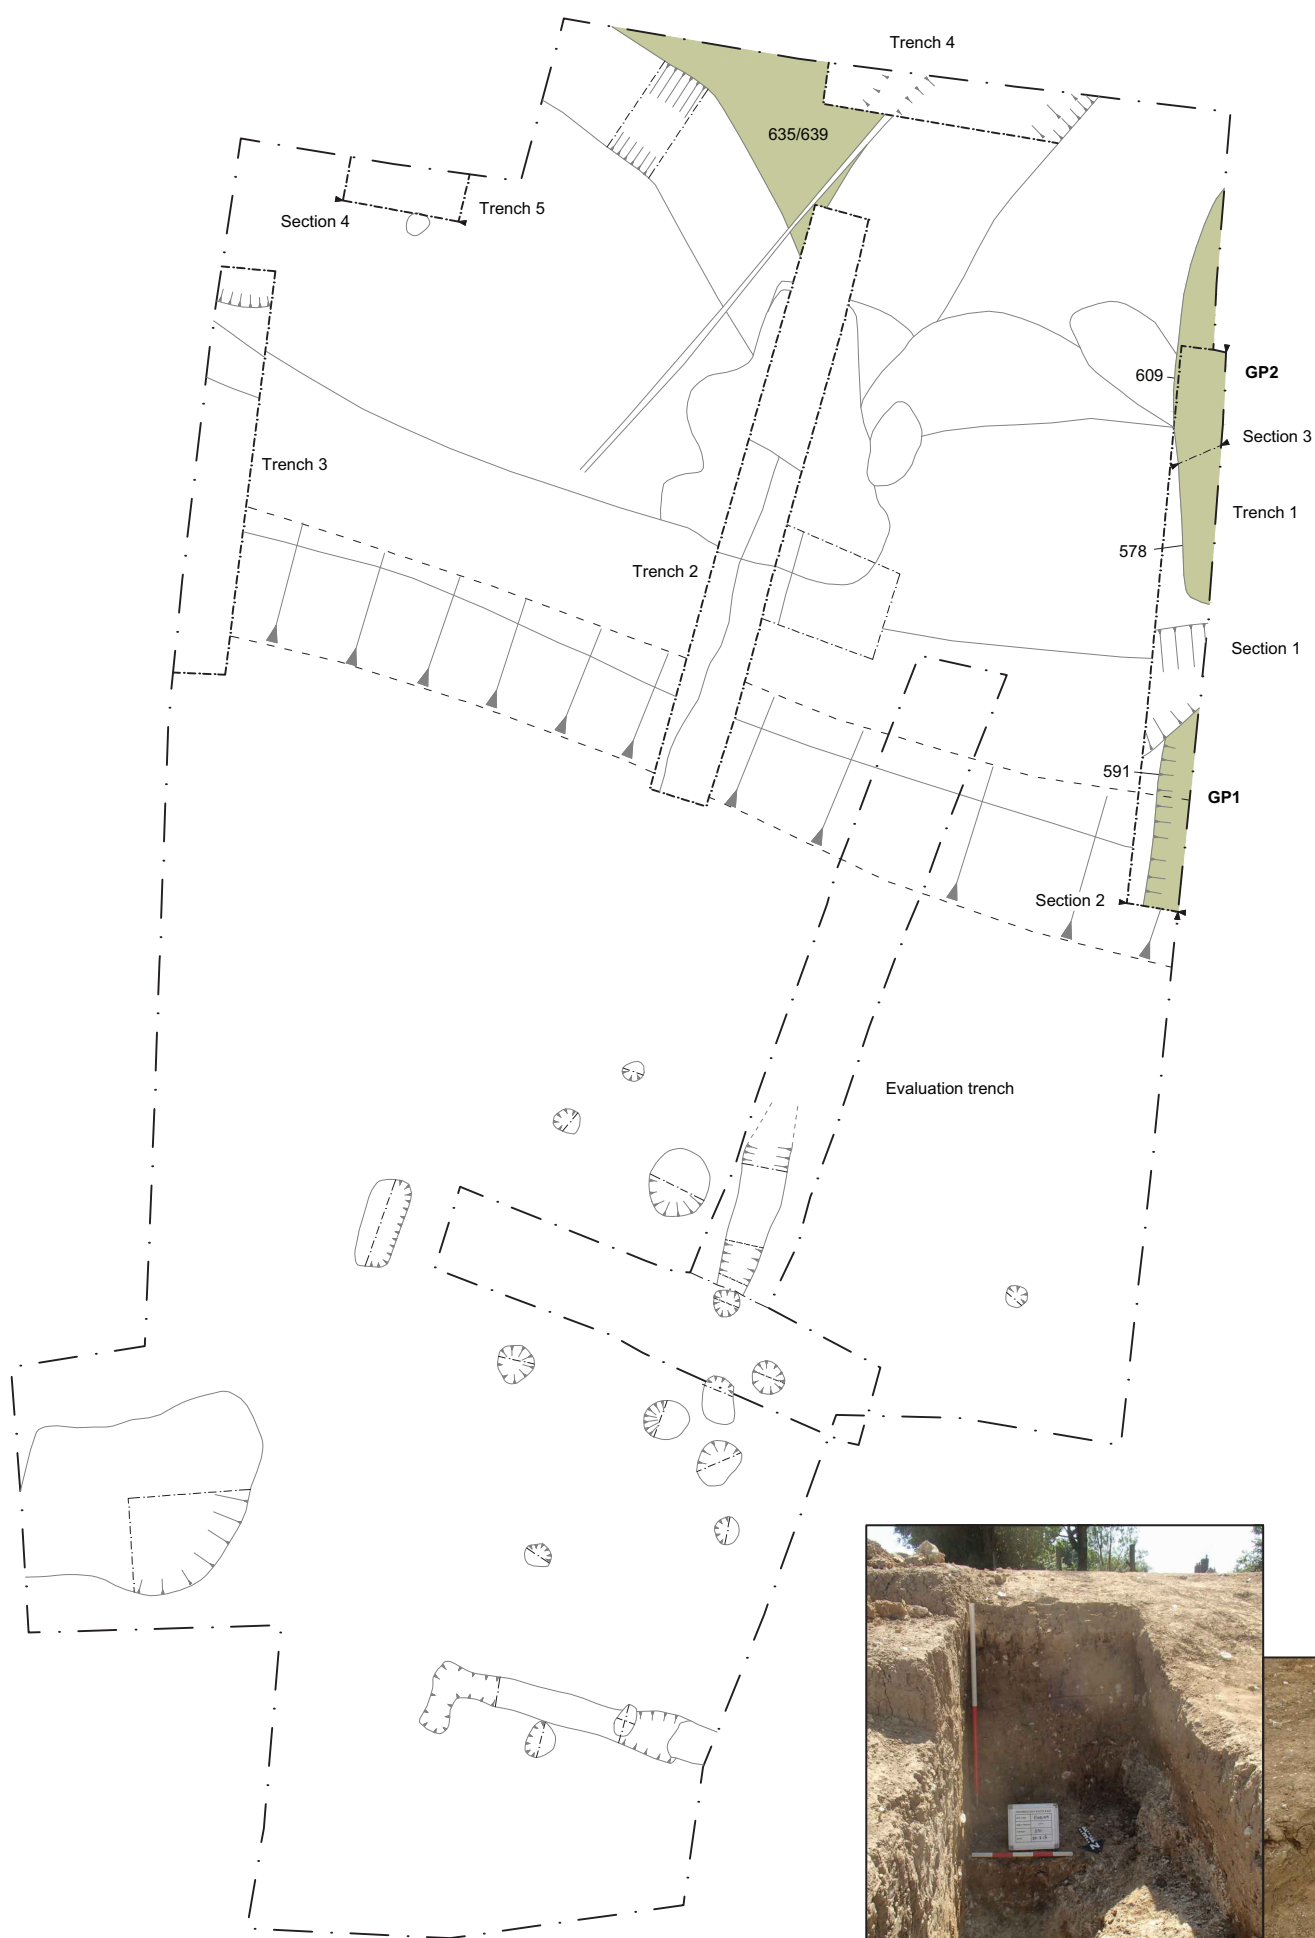 Trench 4
635/639
Section 4
Trench 5
609
GP2
Section 3
Trench 3
Trench 1
578
Trench 2
Section 1
591
GP1
Section 2
Evaluation trench